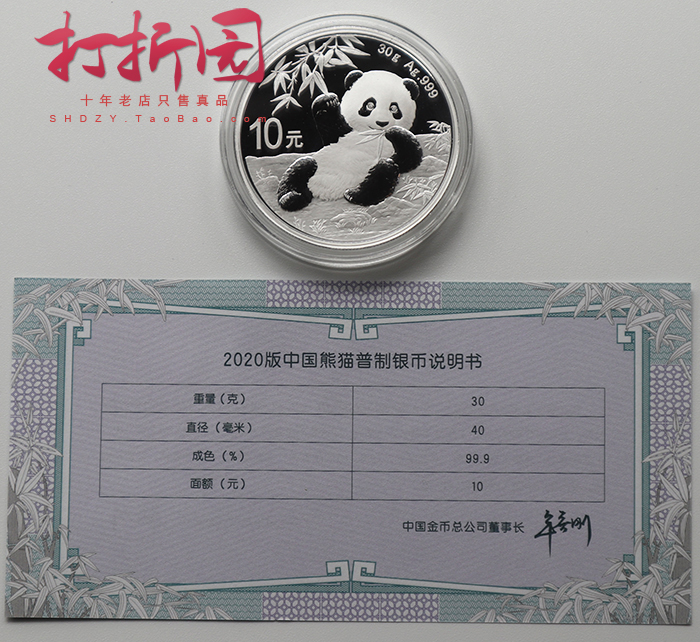 打折园
十年老店只售真品
SHDZY.TaoBao.com
30g Ag.999
10元
2020版中国熊猫普制银币说明书
重量(克) 30
直径(毫米) 40
成色(%) 99.9
面额(元) 10
中国金币总公司董事长